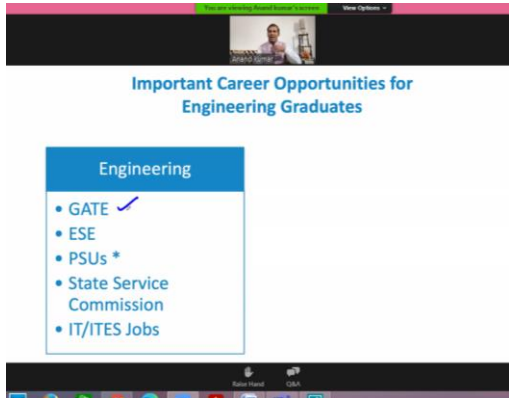 You are viewing Anand kumar's screen
View Options
Anand kumar
Important Career Opportunities for
Engineering Graduates
Engineering
• GATE
• ESE
• PSUs *
• State Service
Commission
• IT/ITES Jobs
Raise Hand
Q&A